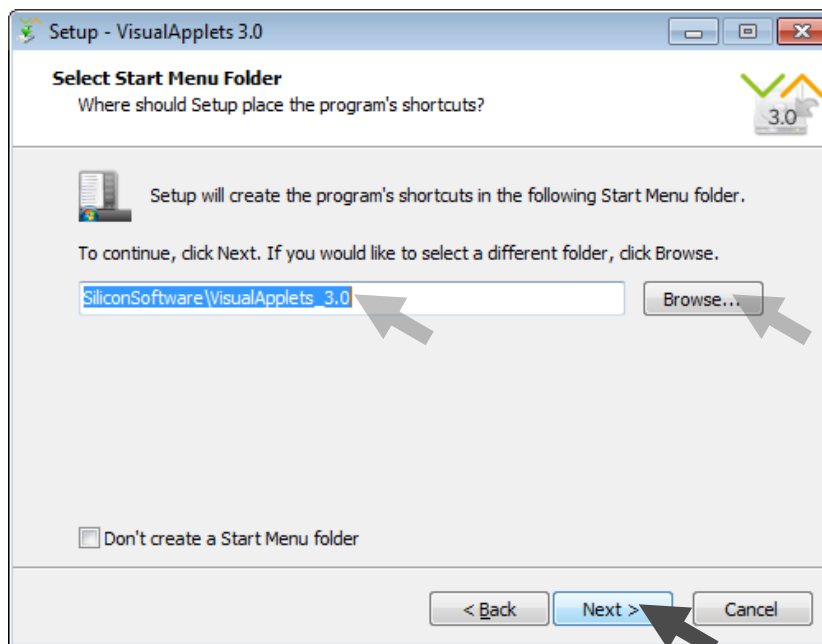 Setup - VisualApplets 3.0
Select Start Menu Folder
Where should Setup place the program's shortcuts?
3.0
Setup will create the program's shortcuts in the following Start Menu folder.
To continue, click Next. If you would like to select a different folder, click Browse.
SiliconSoftware\VisualApplets_3.0
Browse...
Don't create a Start Menu folder
< Back
Next >
Cancel